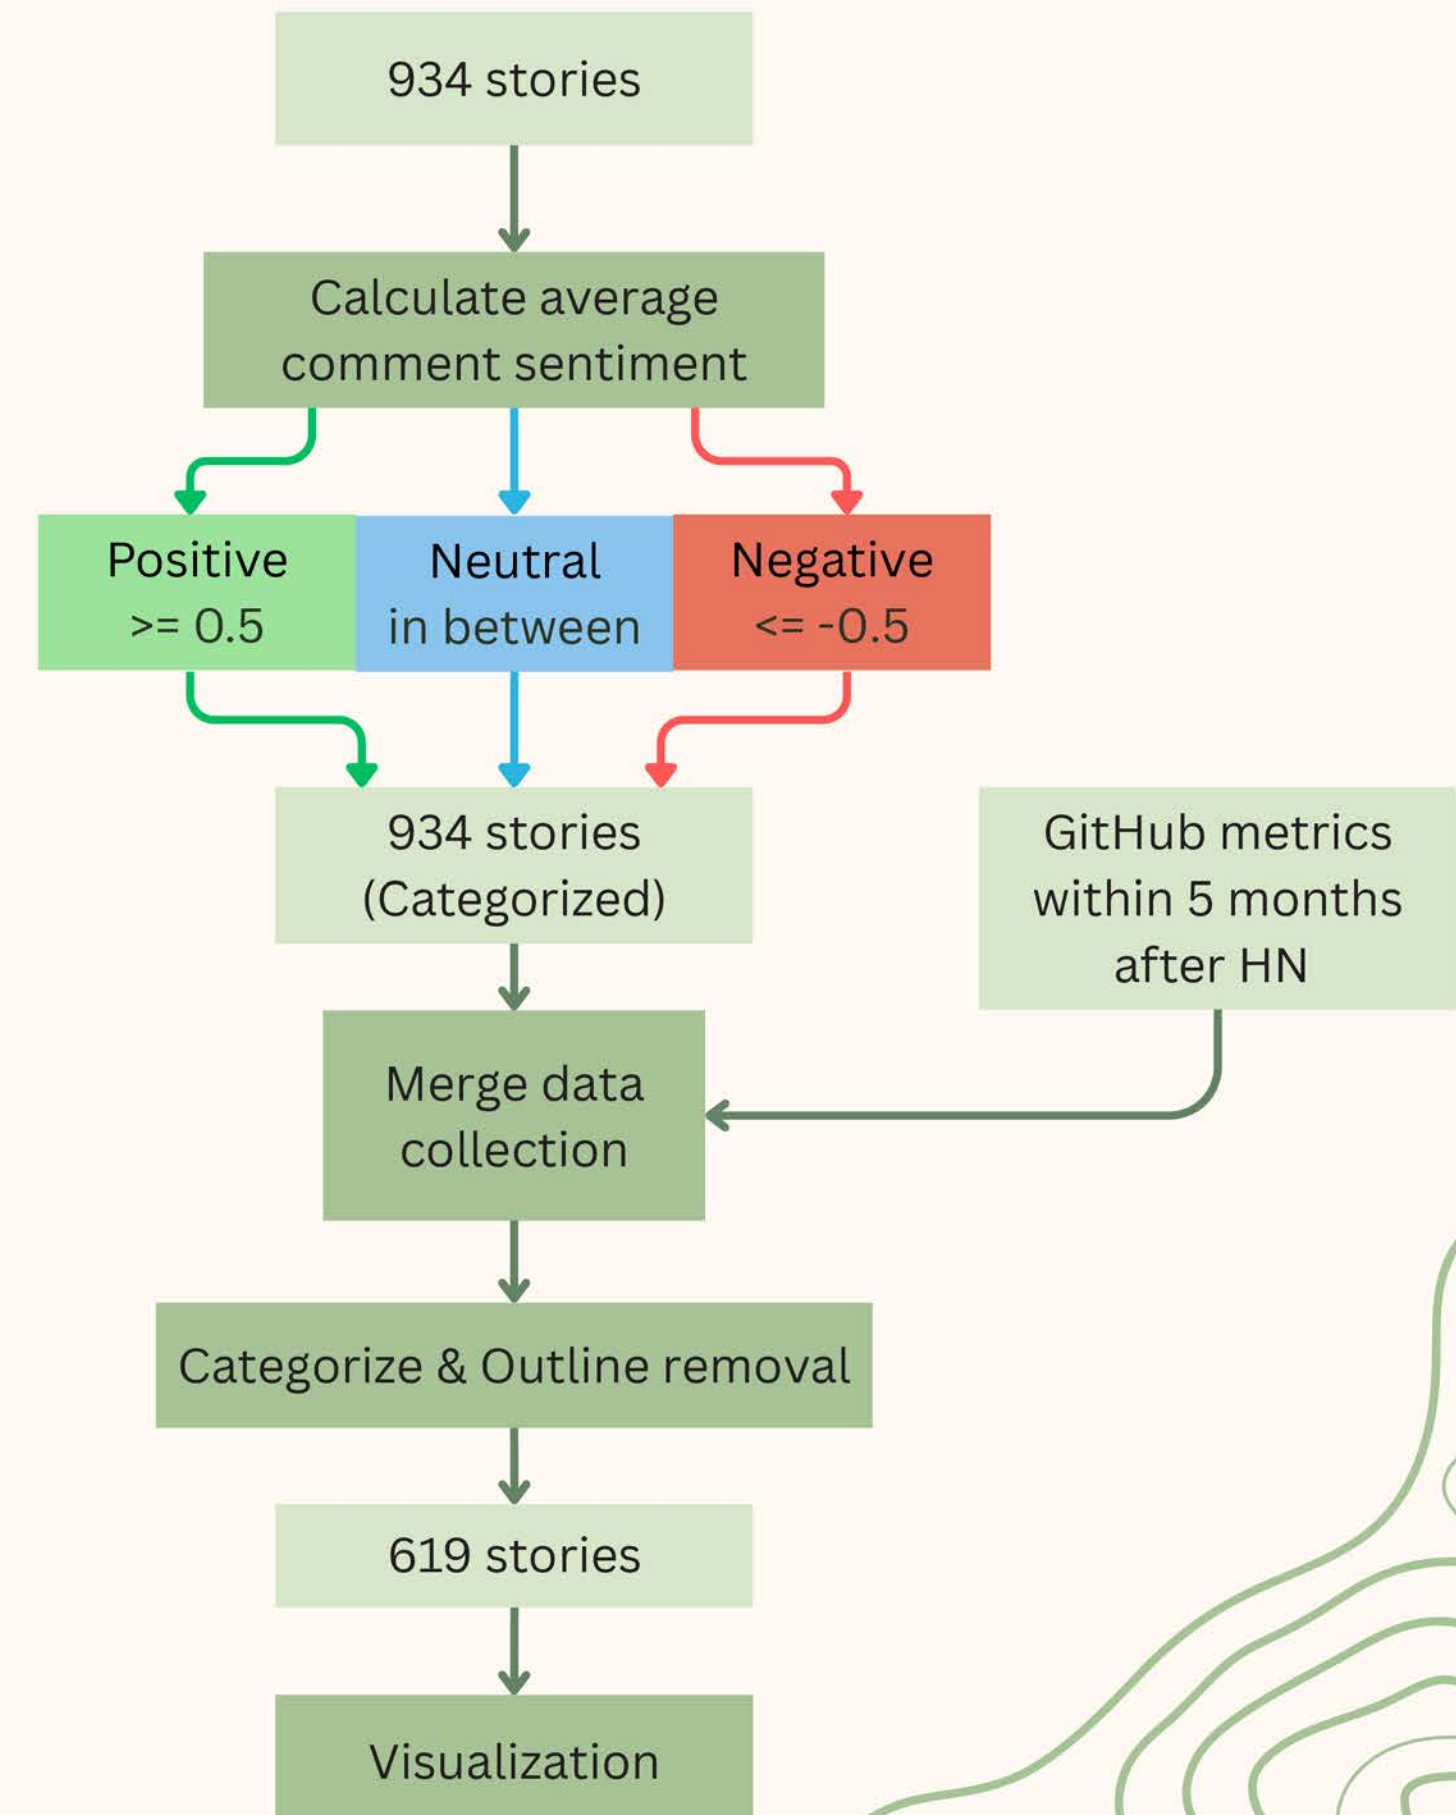 934 stories
Calculate average
comment sentiment
Positive
>= 0.5
Neutral
in between
Negative
<= -0.5
934 stories
(Categorized)
GitHub metrics
within 5 months
after HN
Merge data
collection
Categorize & Outline removal
619 stories
Visualization